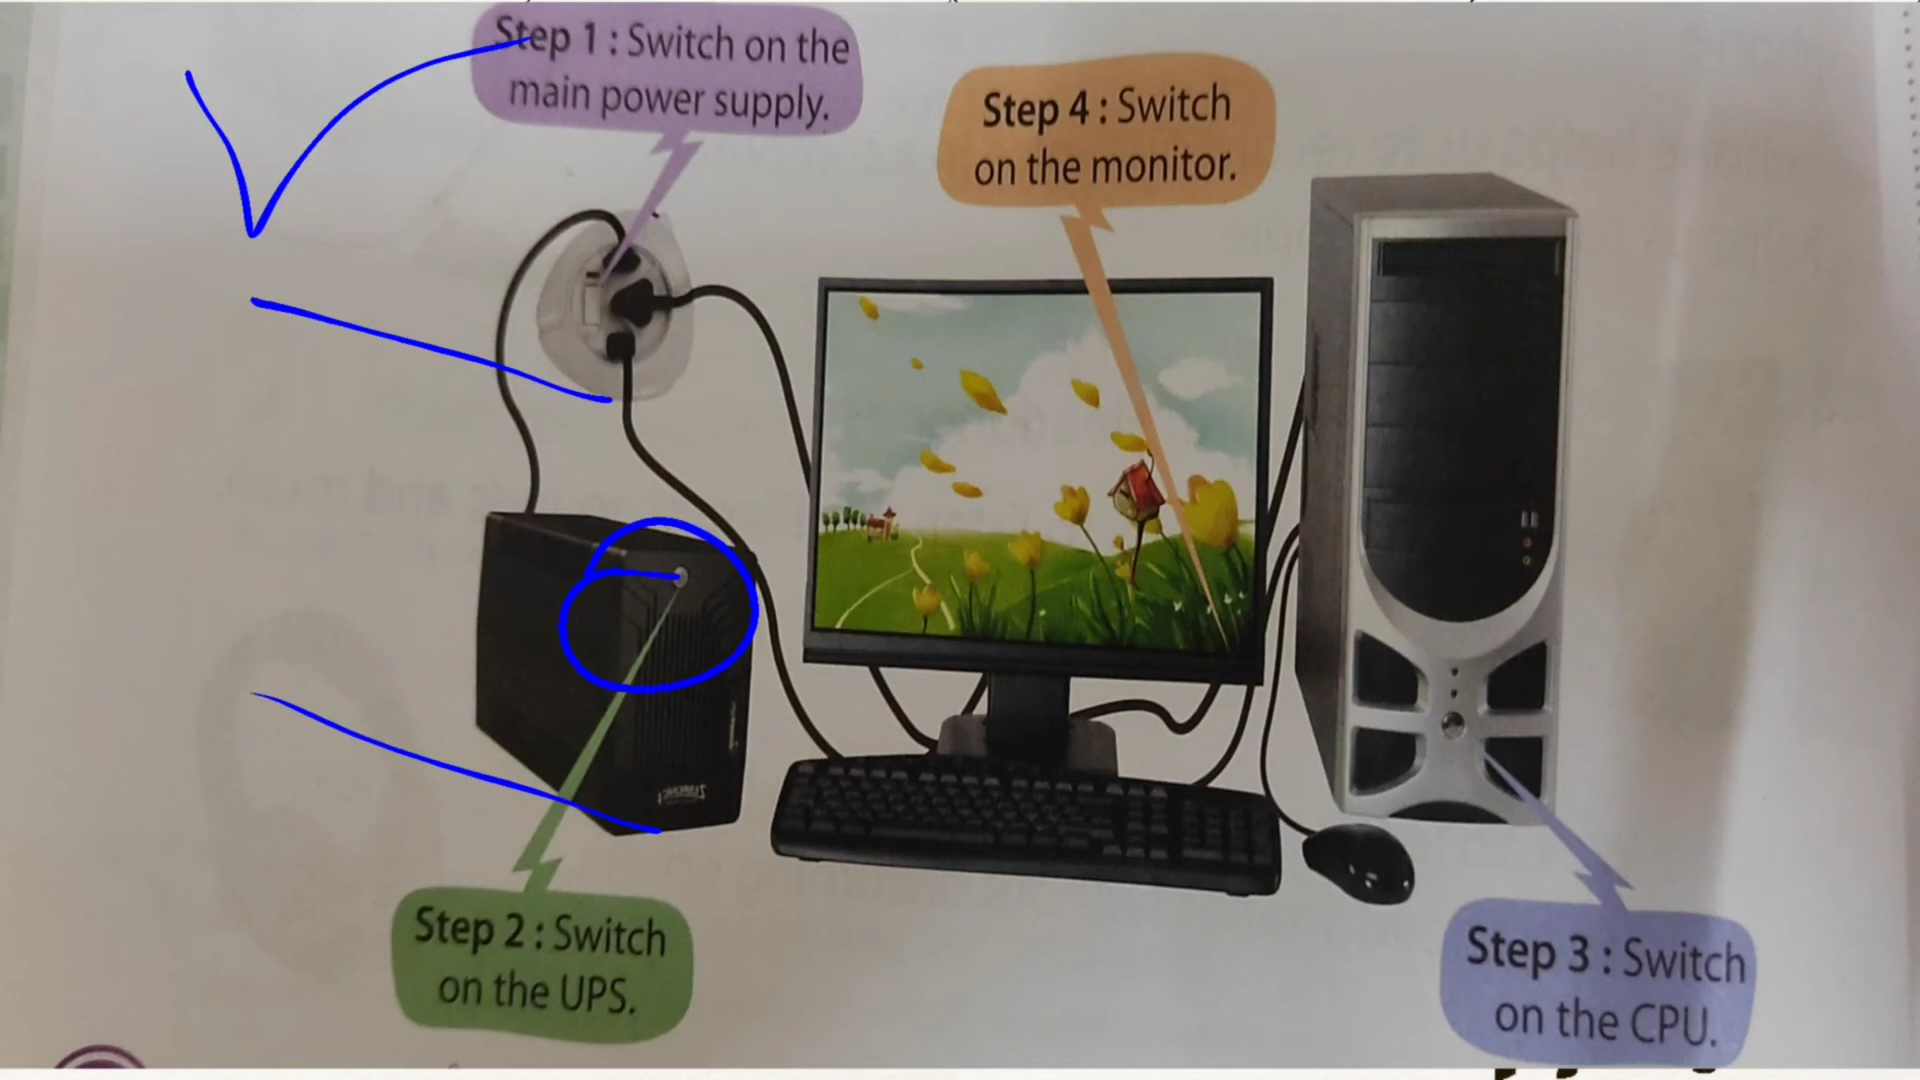 Step 1 : Switch on the
main power supply.
Step 4 : Switch
on the monitor.
Step 2 : Switch
on the UPS.
Step 3 : Switch
on the CPU.